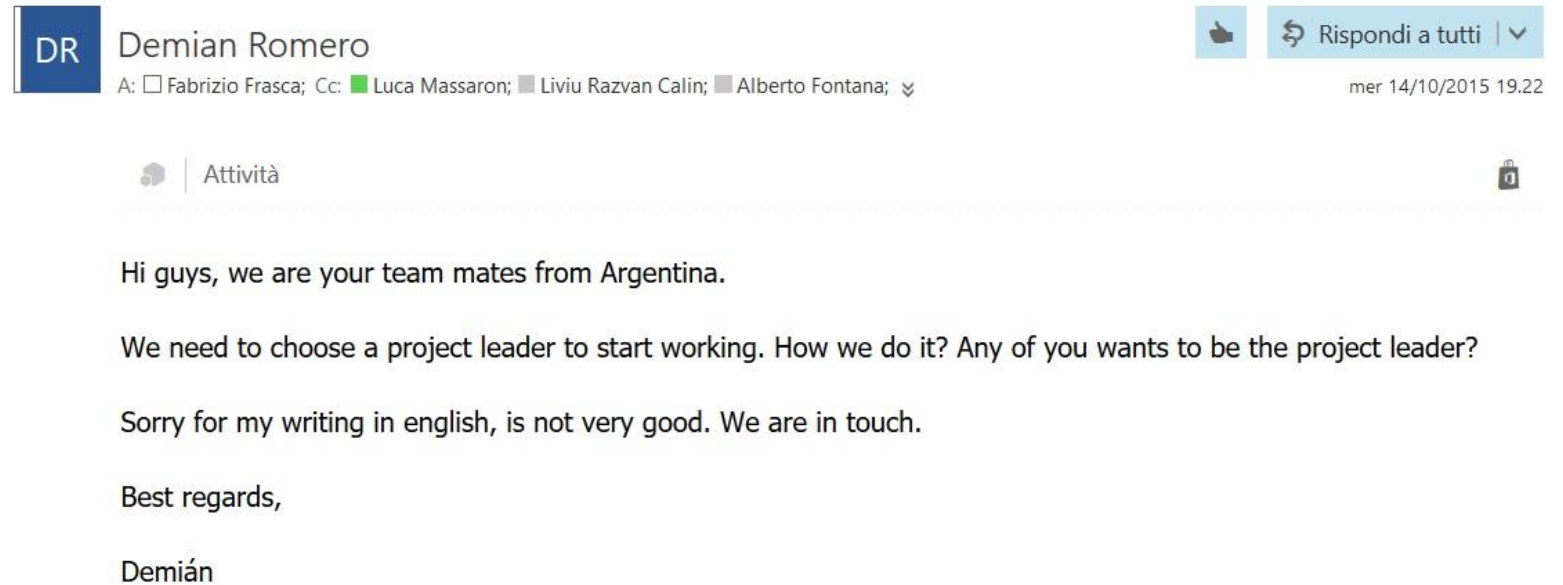 DR
Demian Romero
Rispondi a tutti
A: Fabrizio Frasca; Cc: Luca Massaron; Liviu Razvan Calin; Alberto Fontana;
mer 14/10/2015 19.22
Attività
Hi guys, we are your team mates from Argentina.
We need to choose a project leader to start working. How we do it? Any of you wants to be the project leader?
Sorry for my writing in english, is not very good. We are in touch.
Best regards,
Demián